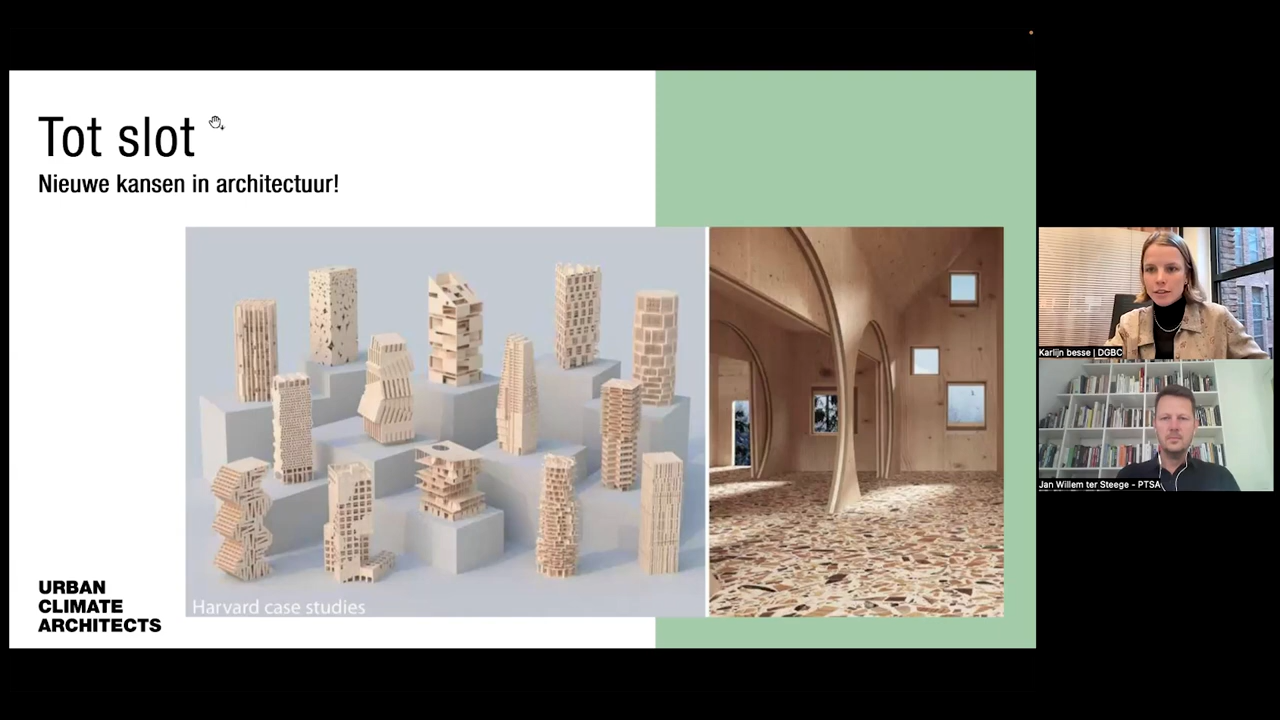 Tot slot
Nieuwe kansen in architectuur!
Harvard case studies
URBAN
CLIMATE
ARCHITECTS
Karlijn besse | DGBC
Jan Willem ter Steege - PTSA